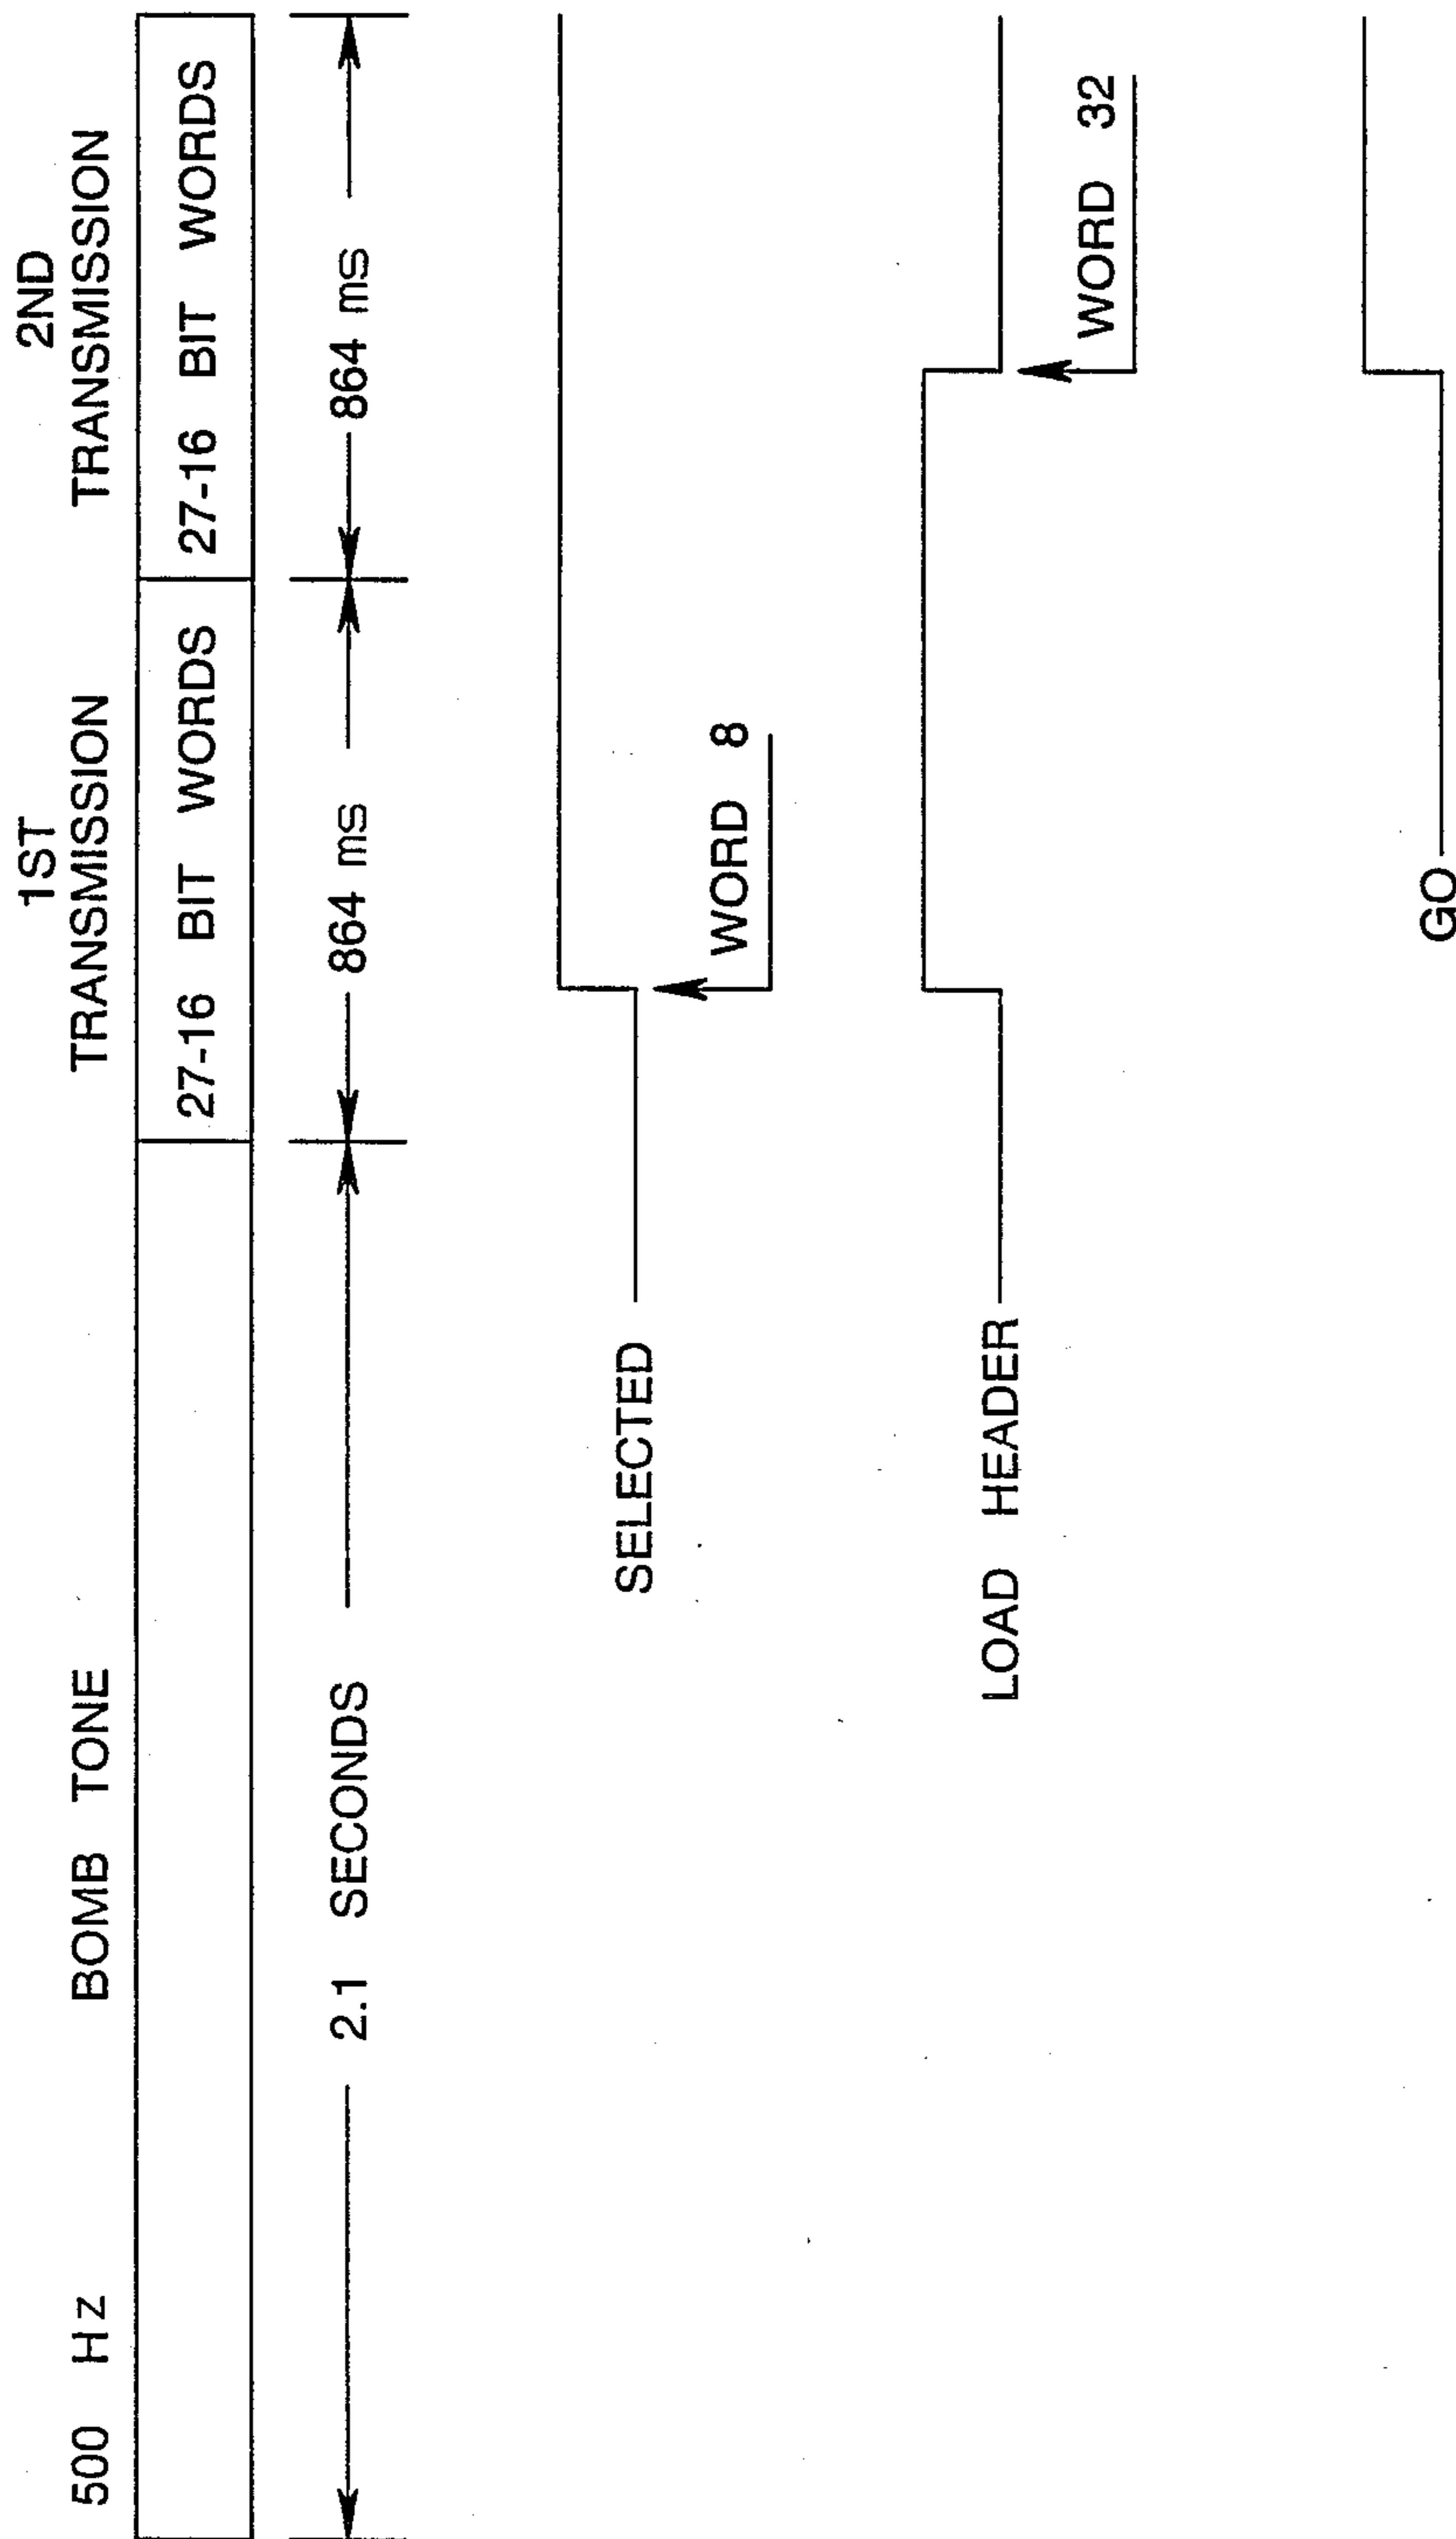 500 Hz BOMB TONE
1ST
TRANSMISSION
2ND
TRANSMISSION
27-16 BIT WORDS
27-16 BIT WORDS
2.1 SECONDS
864 ms
864 ms
SELECTED
WORD 8
LOAD HEADER
WORD 32
GO